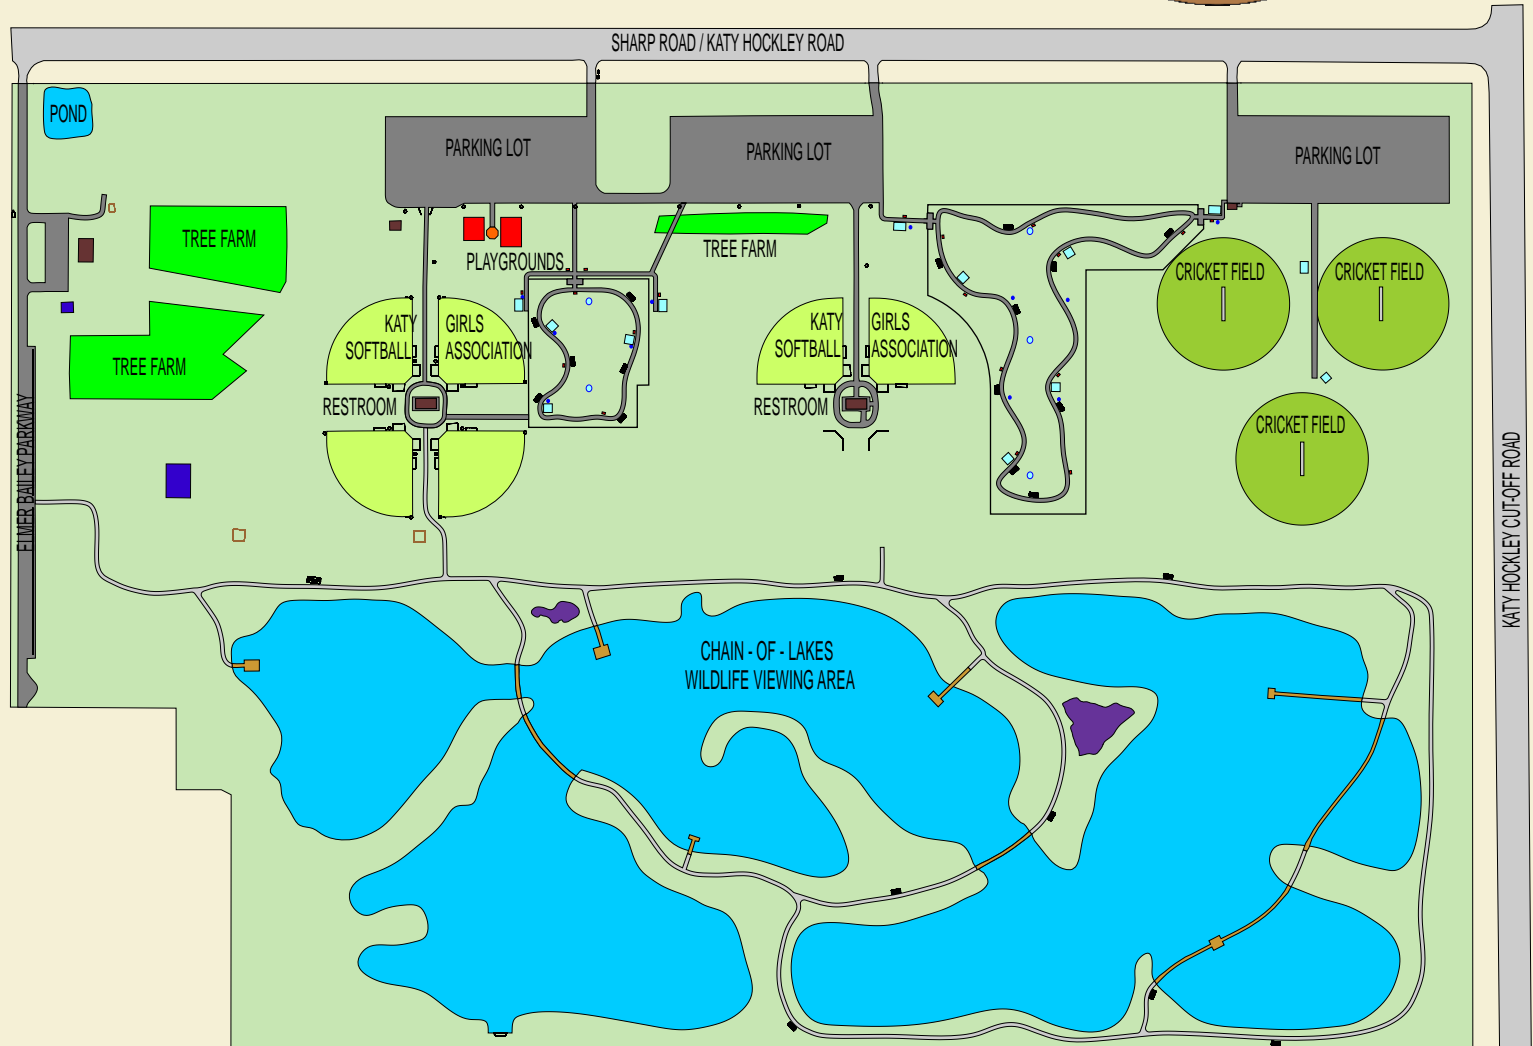 SHARP ROAD / KATY HOCKLEY ROAD
POND
PARKING LOT
PARKING LOT
PARKING LOT
TREE FARM
PLAYGROUNDS
TREE FARM
CRICKET FIELD
CRICKET FIELD
TREE FARM
KATY
SOFTBALL
GIRLS
ASSOCIATION
KATY
SOFTBALL
GIRLS
ASSOCIATION
RESTROOM
RESTROOM
CRICKET FIELD
ELMER BAILEY PARKWAY
KATY HOCKLEY CUT-OFF ROAD
CHAIN - OF - LAKES
WILDLIFE VIEWING AREA